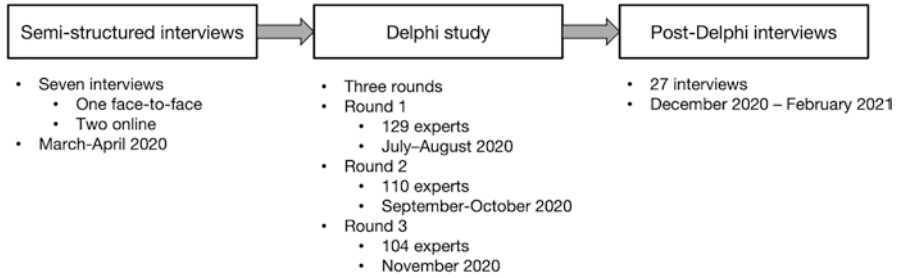 Semi-structured interviews
• Seven interviews
• One face-to-face
• Two online
• March-April 2020
Delphi study
• Three rounds
• Round 1
• 129 experts
• July–August 2020
• Round 2
• 110 experts
• September-October 2020
• Round 3
• 104 experts
• November 2020
Post-Delphi interviews
• 27 interviews
• December 2020 – February 2021